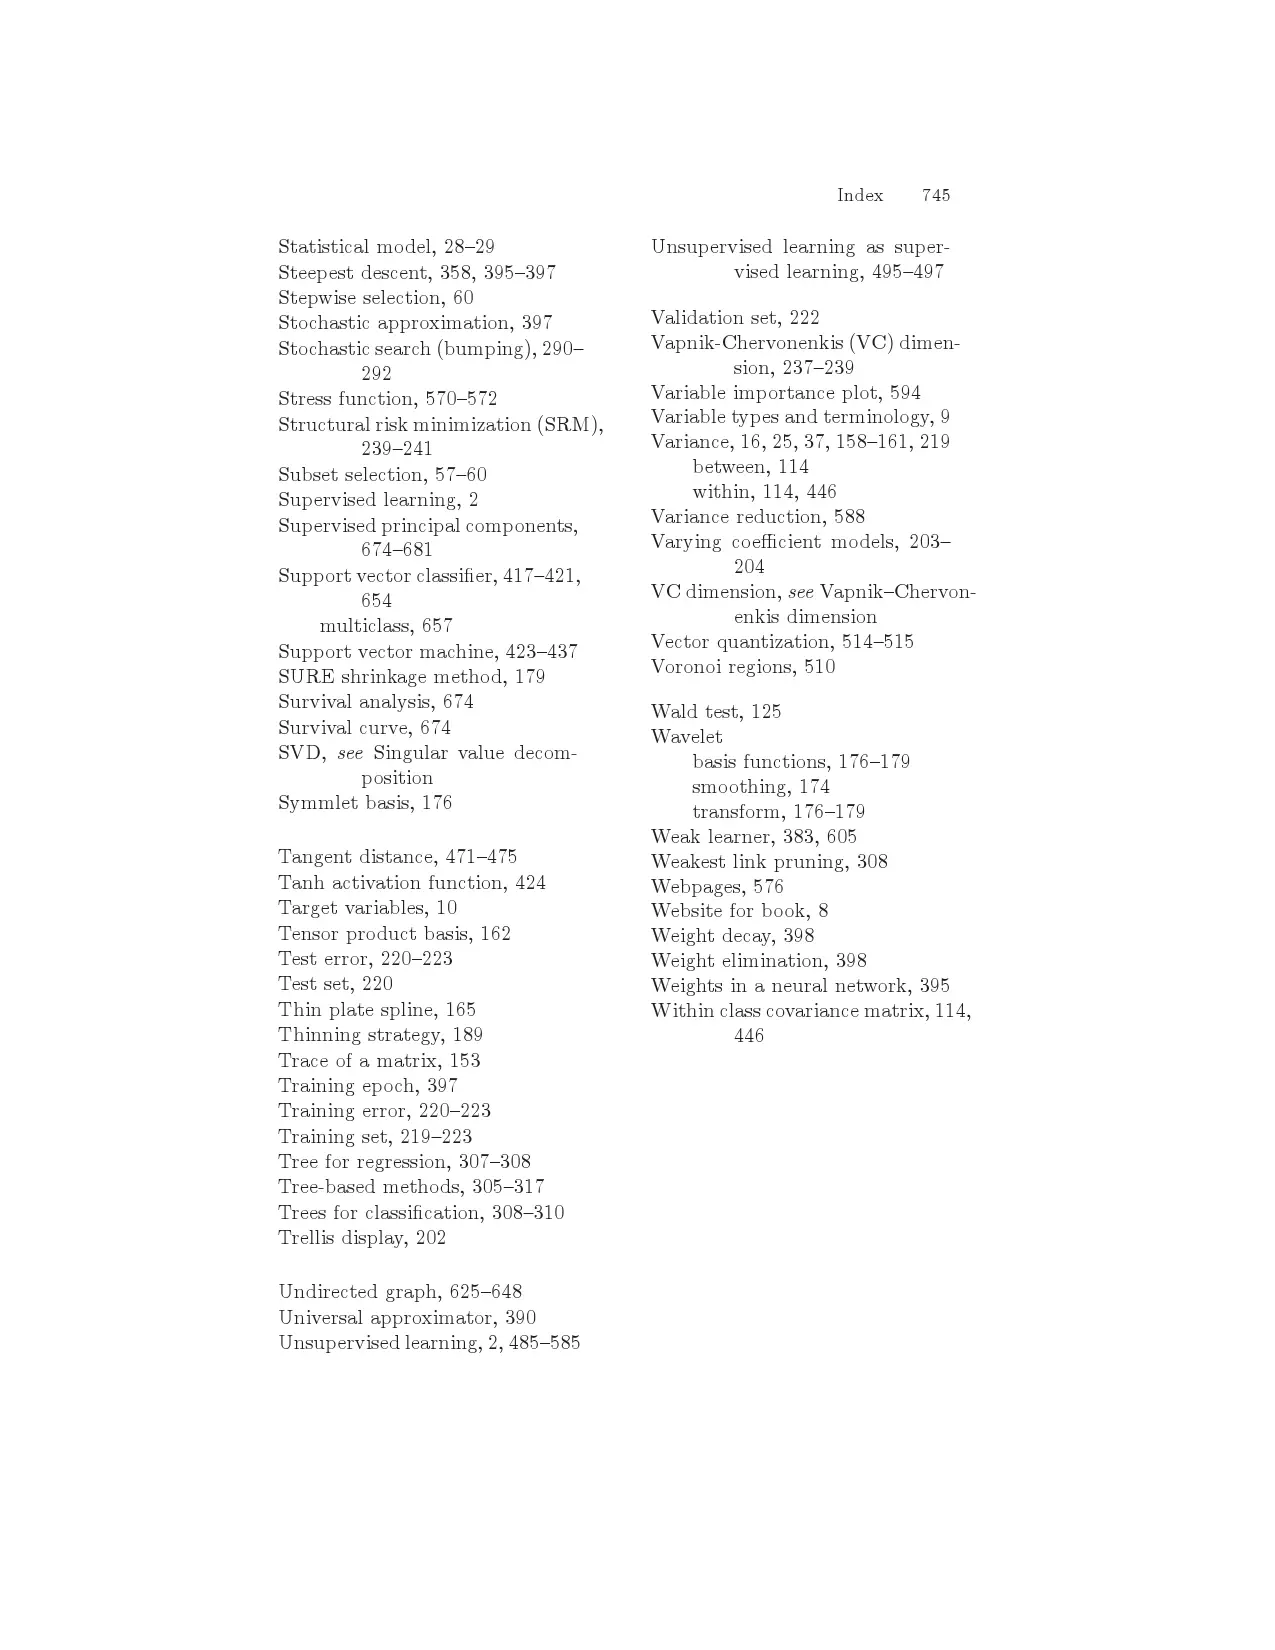 Index 745
Statistical model, 28–29
Steepest descent, 358, 395–397
Stepwise selection, 60
Stochastic approximation, 397
Stochastic search (bumping), 290–
292
Stress function, 570–572
Structural risk minimization (SRM),
239–241
Subset selection, 57–60
Supervised learning, 2
Supervised principal components,
674–681
Support vector classifier, 417–421,
654
multiclass, 657
Support vector machine, 423–437
SURE shrinkage method, 179
Survival analysis, 674
Survival curve, 674
SVD, see Singular value decom-
position
Symmlet basis, 176
Tangent distance, 471–475
Tanh activation function, 424
Target variables, 10
Tensor product basis, 162
Test error, 220–223
Test set, 220
Thin plate spline, 165
Thinning strategy, 189
Trace of a matrix, 153
Training epoch, 397
Training error, 220–223
Training set, 219–223
Tree for regression, 307–308
Tree-based methods, 305–317
Trees for classification, 308–310
Trellis display, 202
Undirected graph, 625–648
Universal approximator, 390
Unsupervised learning, 2, 485–585
Unsupervised learning as super-
vised learning, 495–497
Validation set, 222
Vapnik-Chervonenkis (VC) dimen-
sion, 237–239
Variable importance plot, 594
Variable types and terminology, 9
Variance, 16, 25, 37, 158–161, 219
between, 114
within, 114, 446
Variance reduction, 588
Varying coefficient models, 203–
204
VC dimension, see Vapnik–Chervon-
enkis dimension
Vector quantization, 514–515
Voronoi regions, 510
Wald test, 125
Wavelet
basis functions, 176–179
smoothing, 174
transform, 176–179
Weak learner, 383, 605
Weakest link pruning, 308
Webpages, 576
Website for book, 8
Weight decay, 398
Weight elimination, 398
Weights in a neural network, 395
Within class covariance matrix, 114,
446